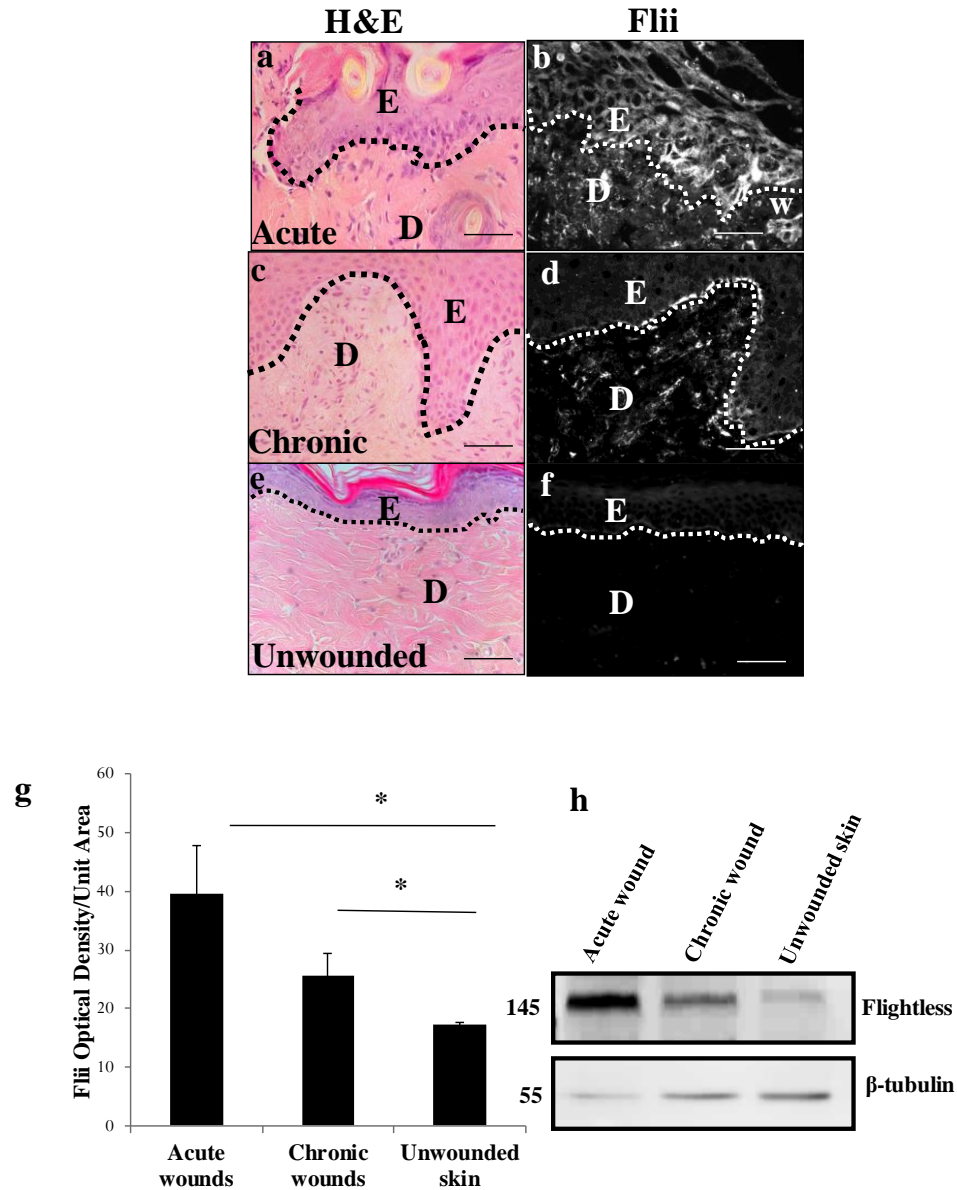 H&E Flii
a b
E E
D D
Acute w
c d
E E
D D
Chronic
e f
E E
D D
Unwounded
g h
Flii Optical Density/Unit Area
60
50
40
30
20
10
0
*
*
Acute wounds
Chronic wounds
Unwounded skin
Acute wound
Chronic wound
Unwounded skin
145 Flightless
55 β-tubulin